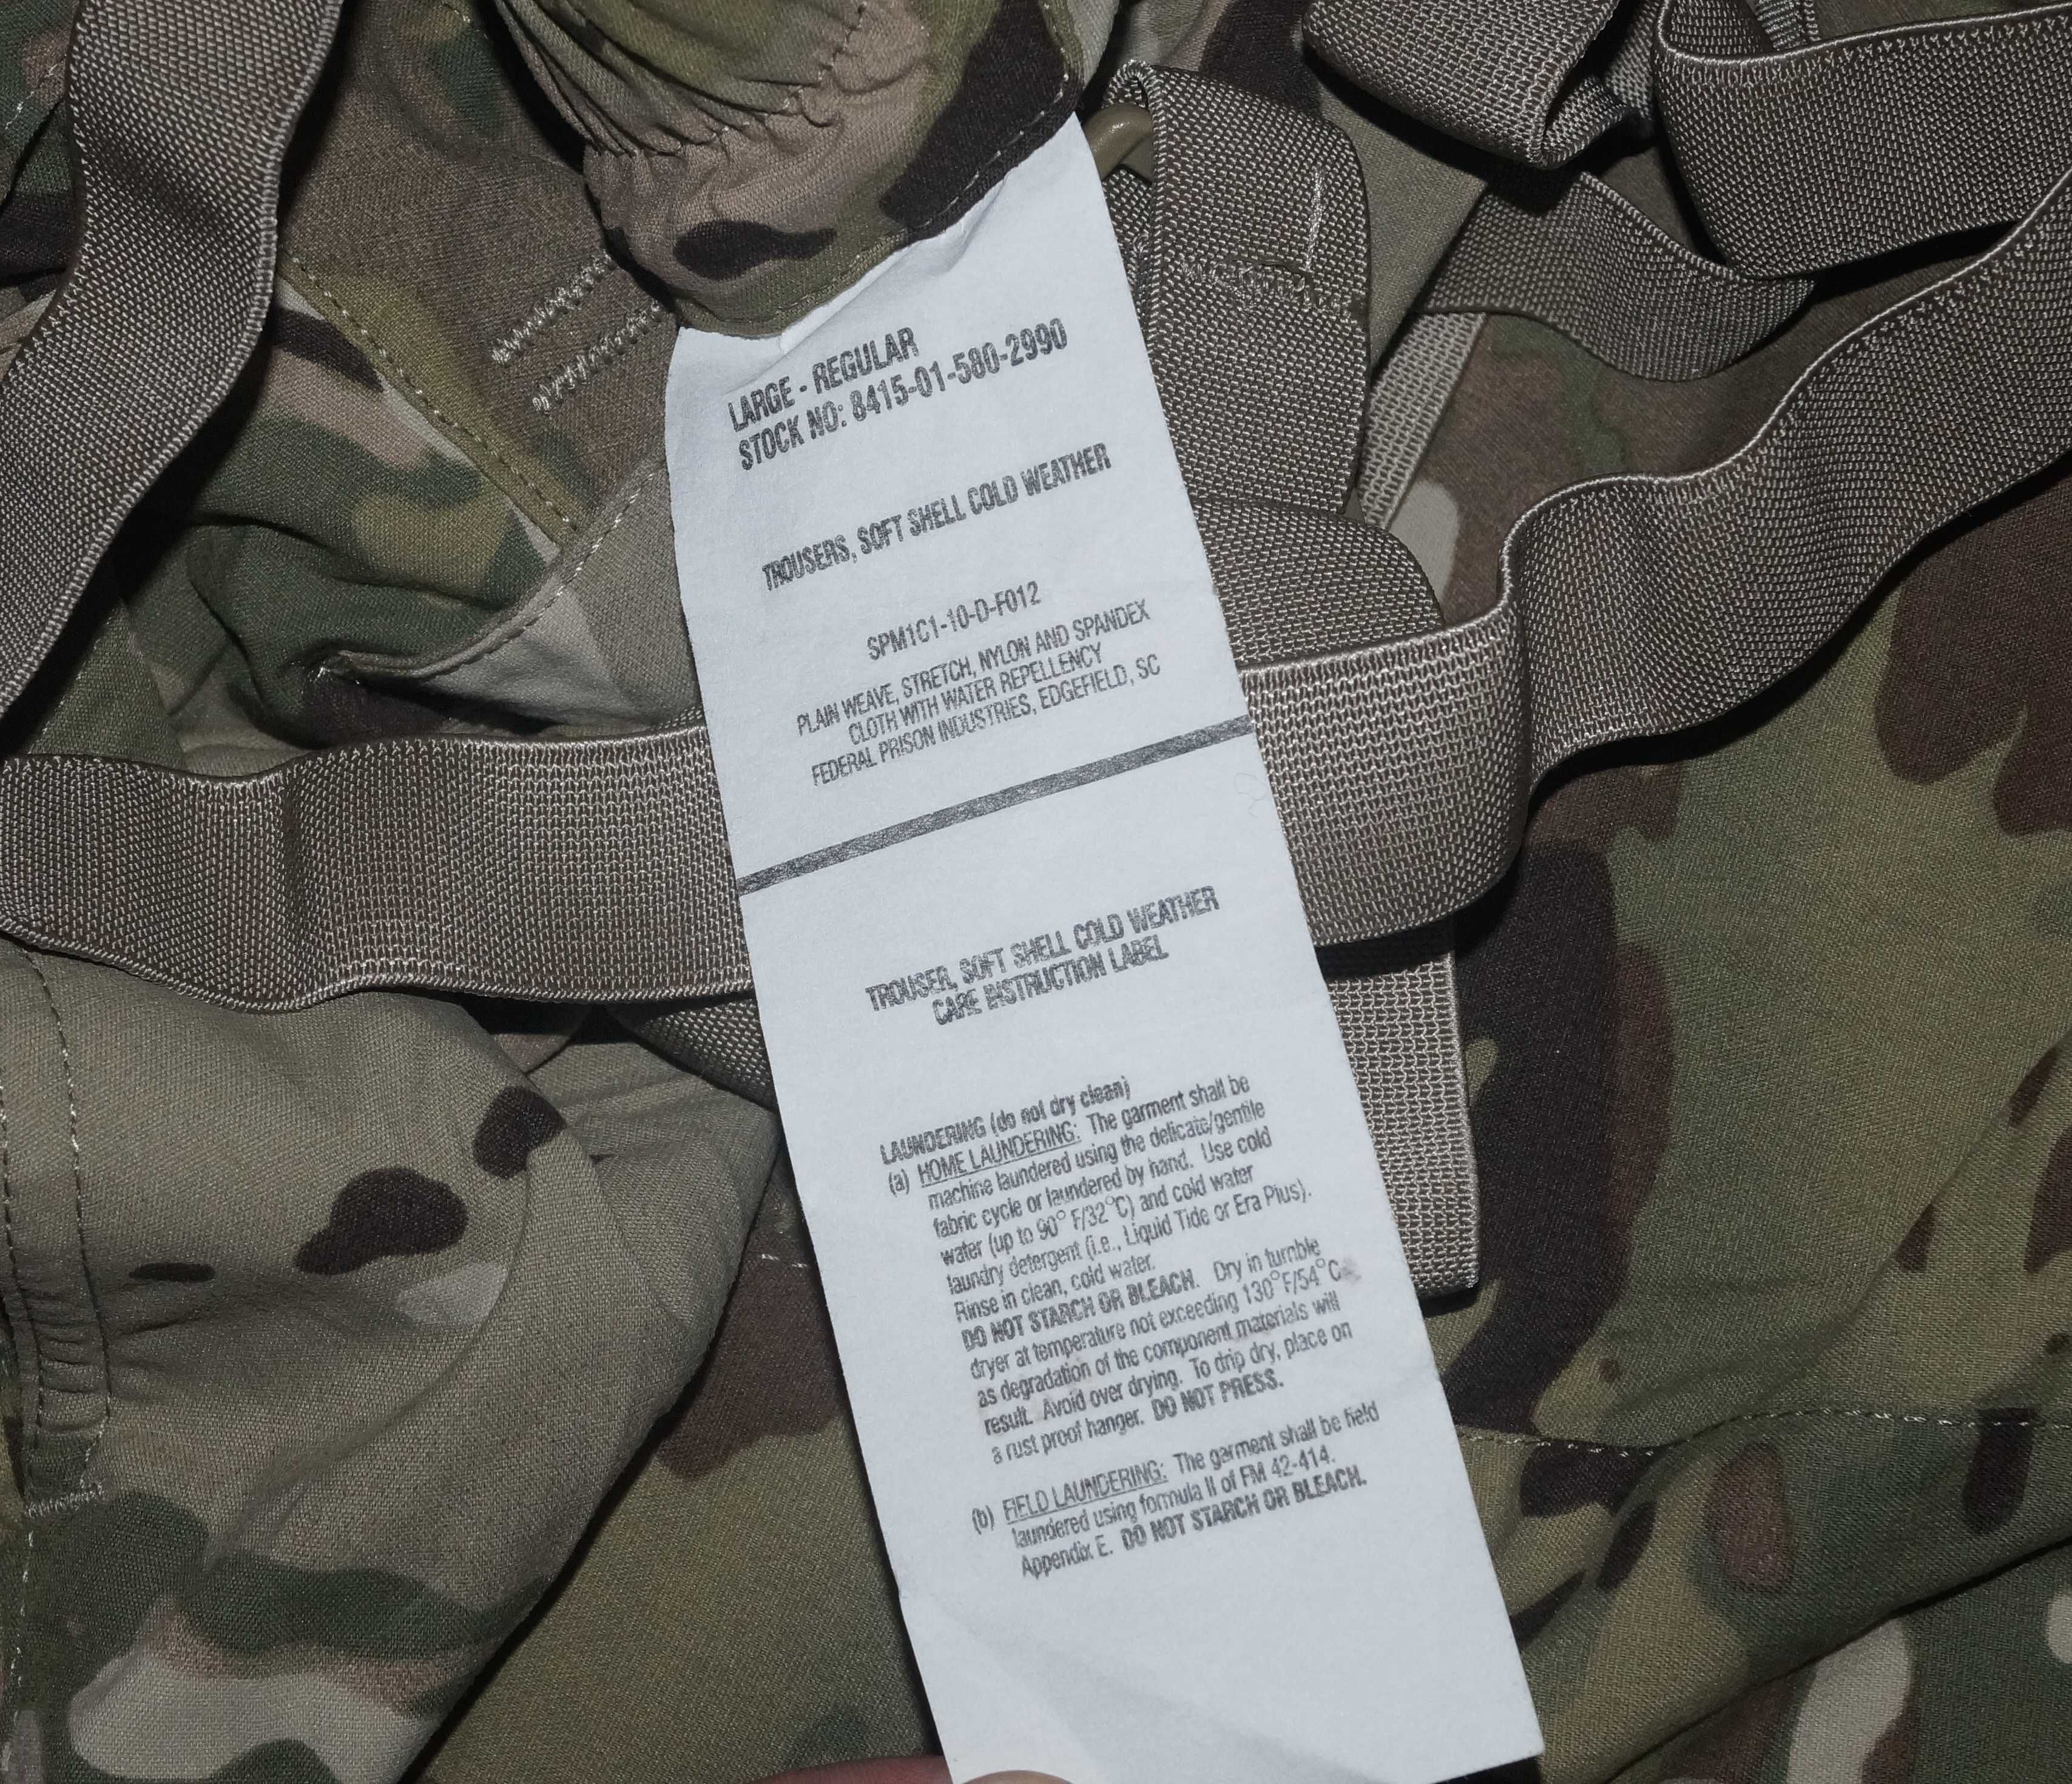 LARGE - REGULAR
STOCK NO: 8415-01-580-2990
TROUSERS, SOFT SHELL COLD WEATHER
SPM1C1-10-D-F012
PLAIN WEAVE, STRETCH, NYLON AND SPANDEX
CLOTH WITH WATER REPELLENCY
FEDERAL PRISON INDUSTRIES, EDGEFIELD, SC
TROUSER, SOFT SHELL COLD WEATHER
CARE INSTRUCTION LABEL
LAUNDERING (do not dry clean)
(a) HOME LAUNDERING: The garment shall be
machine laundered using the delicate/gentile
fabric cycle or laundered by hand. Use cold
water (up to 90° F/32°C) and cold water
laundry detergent (i.e., Liquid Tide or Era Plus).
Rinse in clean, cold water.
DO NOT STARCH OR BLEACH. Dry in tumble
dryer at temperature not exceeding 130°F/54°C
as degradation of the component materials will
result. Avoid over drying. To drip dry, place on
a rust proof hanger. DO NOT PRESS.
(b) FIELD LAUNDERING: The garment shall be field
laundered using formula II of FM 42-414.
Appendix E. DO NOT STARCH OR BLEACH.